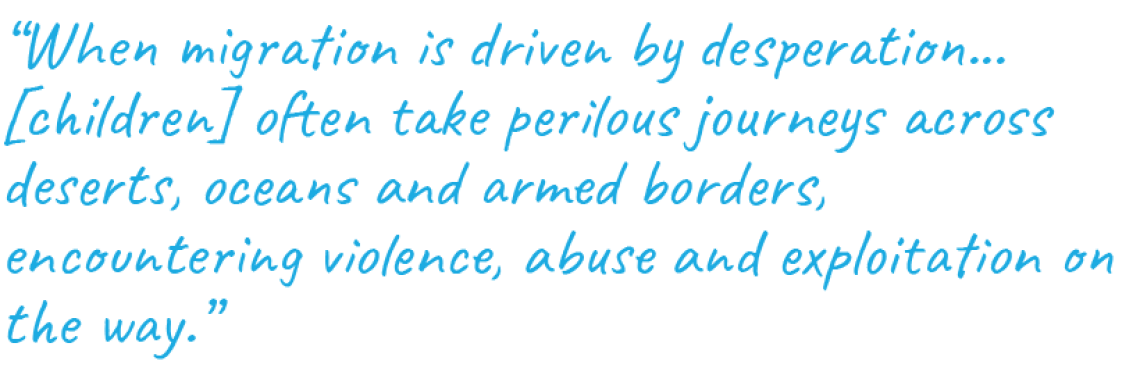 “When migration is driven by desperation...
[children] often take perilous journeys across
deserts, oceans and armed borders,
encountering violence, abuse and exploitation on
the way.”